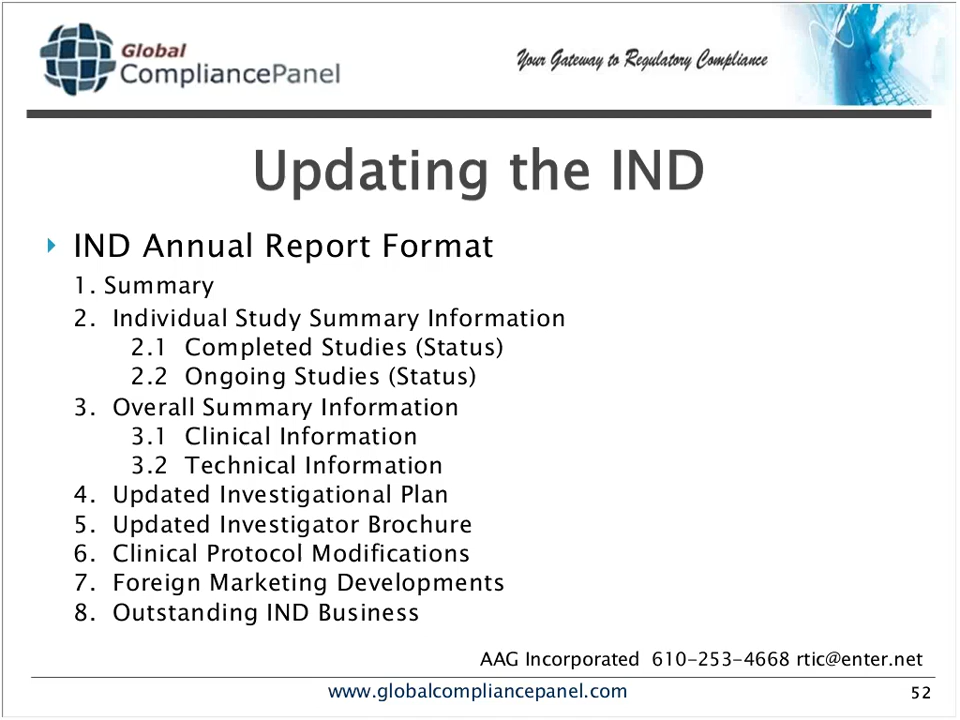 Global
CompliancePanel
Your Gateway to Regulatory Compliance
Updating the IND
IND Annual Report Format
1. Summary
2. Individual Study Summary Information
2.1 Completed Studies (Status)
2.2 Ongoing Studies (Status)
3. Overall Summary Information
3.1 Clinical Information
3.2 Technical Information
4. Updated Investigational Plan
5. Updated Investigator Brochure
6. Clinical Protocol Modifications
7. Foreign Marketing Developments
8. Outstanding IND Business
AAG Incorporated 610-253-4668 rtic@enter.net
www.globalcompliancepanel.com
52